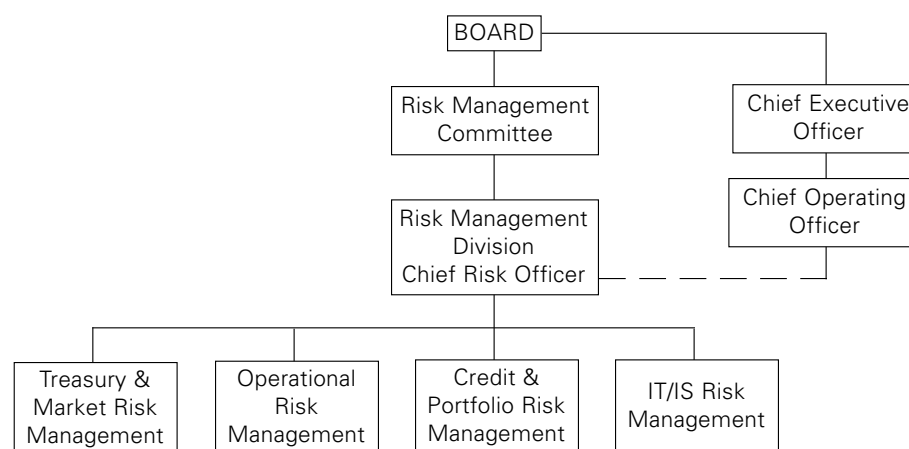 BOARD
Risk Management
Committee
Chief Executive
Officer
Chief Operating
Officer
Risk Management
Division
Chief Risk Officer
Treasury &
Market Risk
Management
Operational
Risk
Management
Credit &
Portfolio Risk
Management
IT/IS Risk
Management